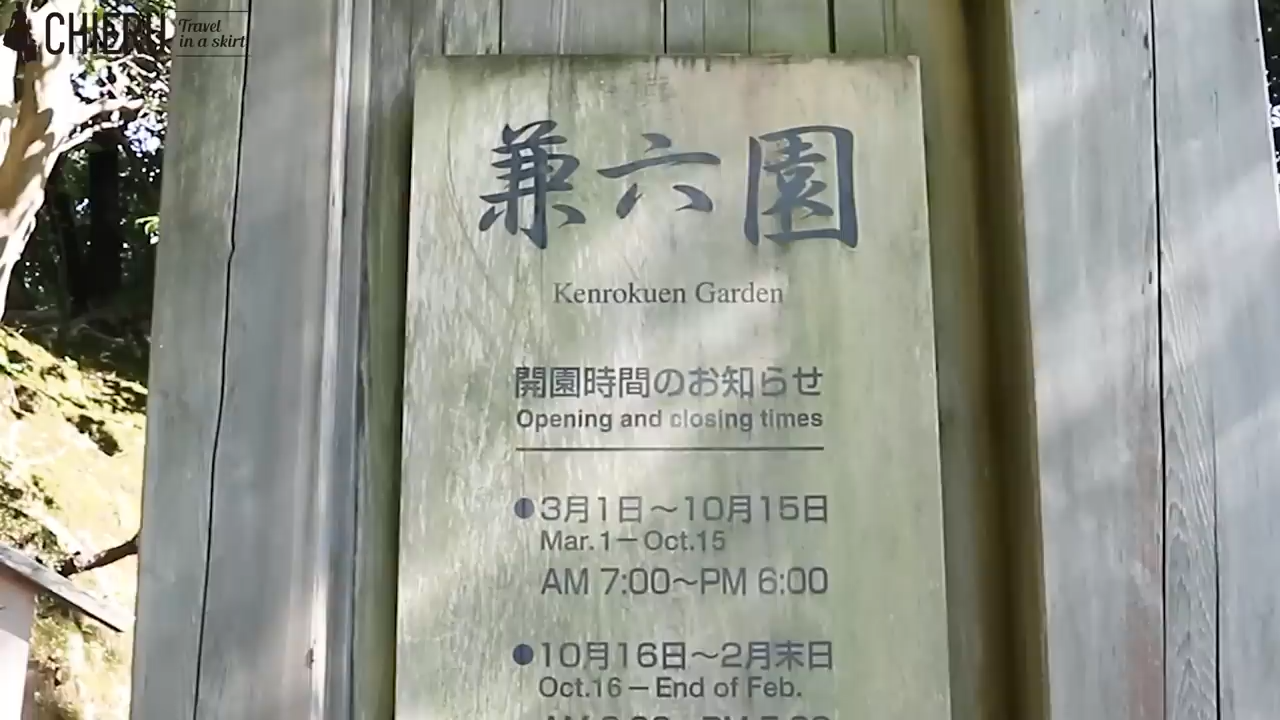 CHIERU Travel
in a skirt
兼六園
Kenrokuen Garden
開園時間のお知らせ
Opening and closing times
●3月1日～10月15日
Mar.1－Oct.15
AM 7:00～PM 6:00
●10月16日～2月末日
Oct.16－End of Feb.